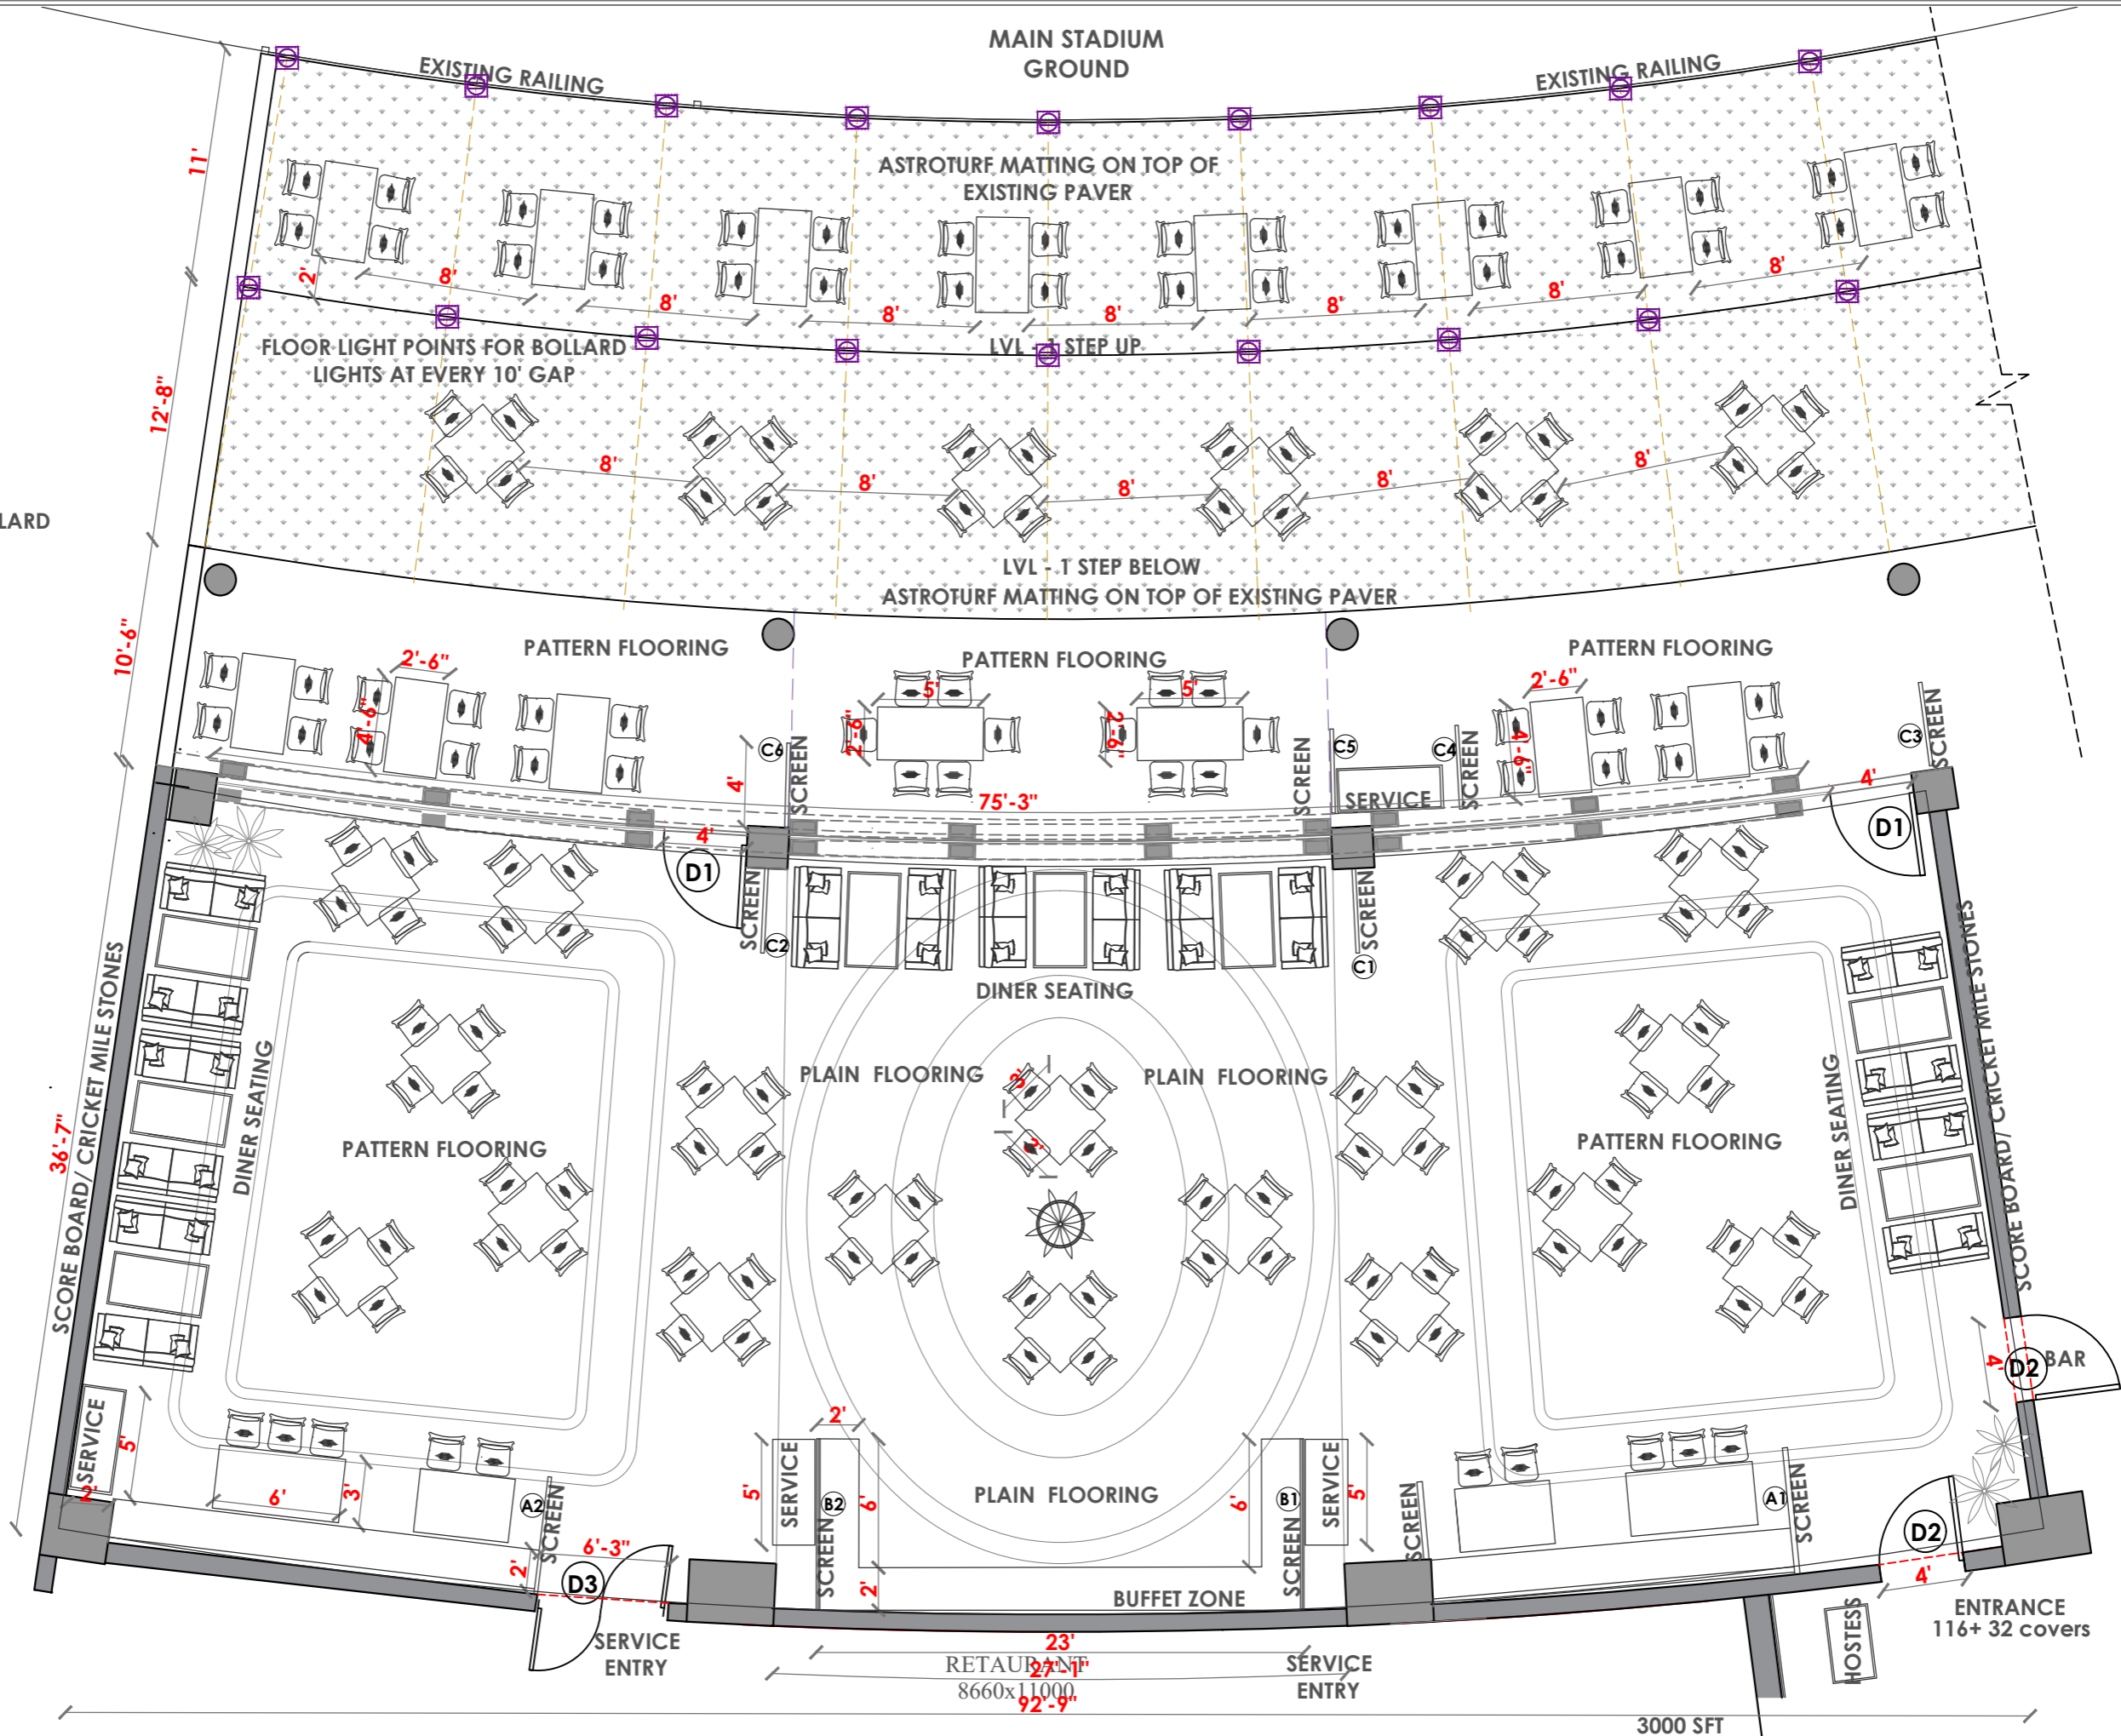 MAIN STADIUM
GROUND
EXISTING RAILING
EXISTING RAILING
11'
ASTROTURF MATTING ON TOP OF
EXISTING PAVER
2'
8'
8'
8'
8'
8'
8'
8'
FLOOR LIGHT POINTS FOR BOLLARD
LIGHTS AT EVERY 10' GAP
LVL - 1 STEP UP
12'-8"
8'
8'
8'
8'
8'
LARD
LVL - 1 STEP BELOW
ASTROTURF MATTING ON TOP OF EXISTING PAVER
10'-6"
PATTERN FLOORING
PATTERN FLOORING
PATTERN FLOORING
2'-6"
4'-6"
5'
2'-6"
5'
2'-6"
2'-6"
4'-6"
C6
SCREEN
SCREEN
C5
C4
SCREEN
C3
SCREEN
4'
75'-3"
SERVICE
4'
4'
D1
D1
SCREEN
C2
SCREEN
C1
DINER SEATING
SCORE BOARD/ CRICKET MILE STONES
DINER SEATING
PLAIN FLOORING
PLAIN FLOORING
3'
3'
DINER SEATING
SCORE BOARD/ CRICKET MILE STONES
36'-7"
PATTERN FLOORING
PATTERN FLOORING
4'
D2
BAR
SERVICE
5'
2'
6'
3'
A2
SCREEN
2'
5'
SERVICE
B2
6'
SCREEN
PLAIN FLOORING
6'
B1
SCREEN
SERVICE
5'
SCREEN
A1
SCREEN
D2
4'
2'
6'-3"
D3
2'
BUFFET ZONE
SERVICE
ENTRY
23'
RETAURANT
27'-1"
8660x11000
92'-9"
SERVICE
ENTRY
HOSTESS
ENTRANCE
116+ 32 covers
3000 SFT